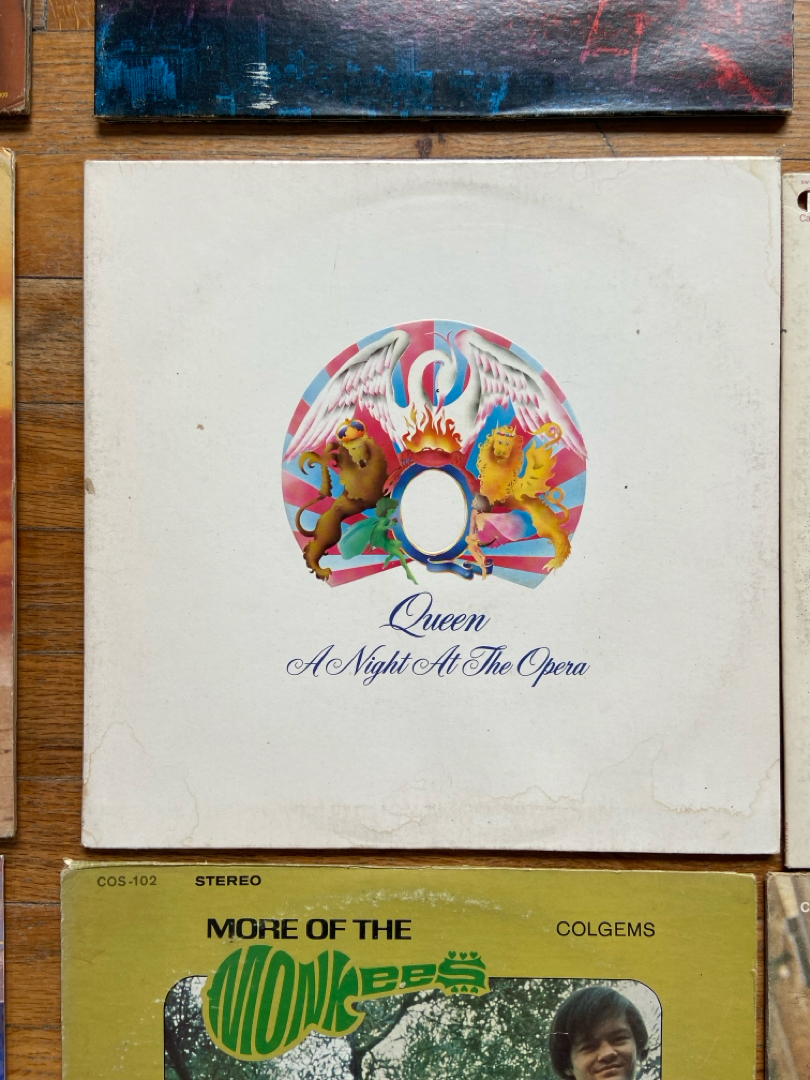 Queen
A Night At The Opera
COS-102 STEREO
MORE OF THE COLGEMS
MONKEES